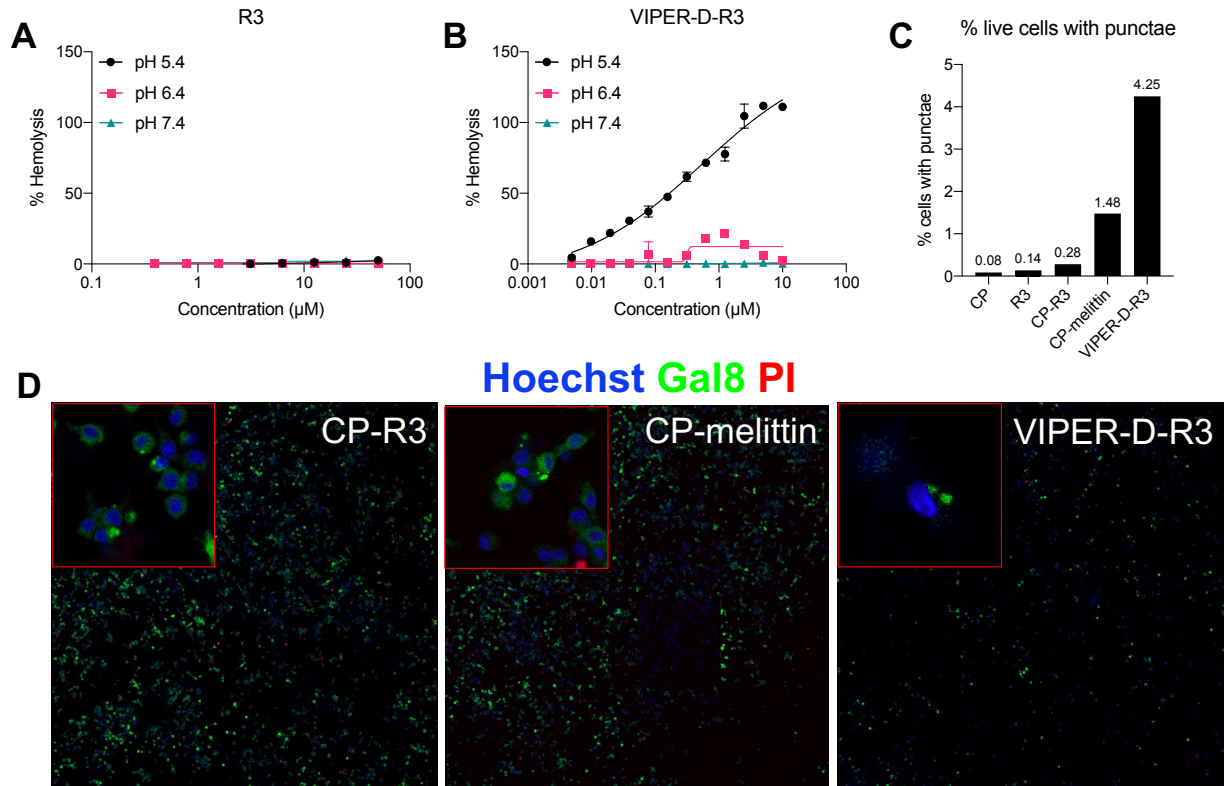 A
R3
% Hemolysis
150
100
50
0
pH 5.4
pH 6.4
pH 7.4
0.1
1
10
100
Concentration (µM)
B
VIPER-D-R3
% Hemolysis
150
100
50
0
pH 5.4
pH 6.4
pH 7.4
0.001
0.01
0.1
1
10
100
Concentration (µM)
C
% live cells with punctae
% cells with punctae
5
4
3
2
1
0
0.08
0.14
0.28
1.48
4.25
CP
R3
CP-R3
CP-melittin
VIPER-D-R3
D
Hoechst Gal8 PI
CP-R3
CP-melittin
VIPER-D-R3